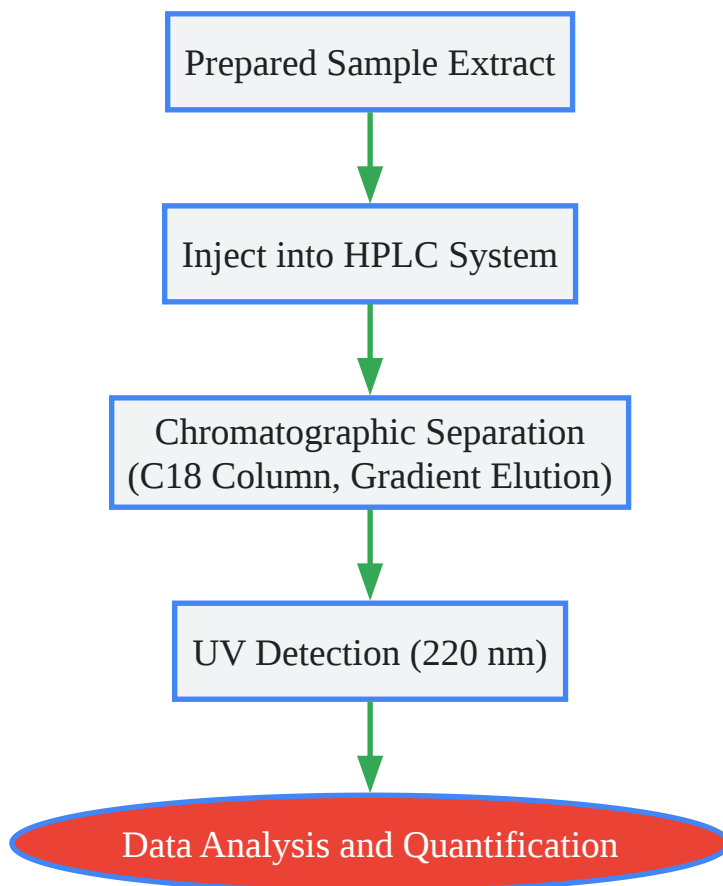 Prepared Sample Extract
Inject into HPLC System
Chromatographic Separation
(C18 Column, Gradient Elution)
UV Detection (220 nm)
Data Analysis and Quantification